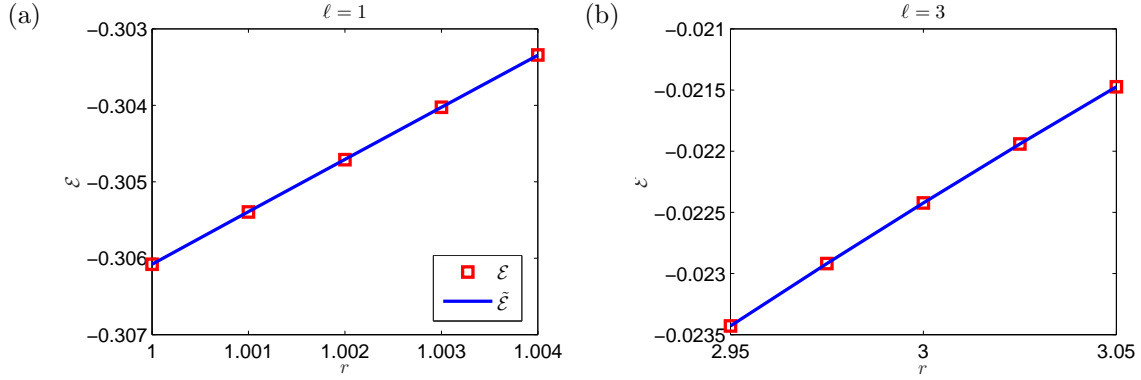 (a)
ℓ = 1
−0.303
−0.304
−0.305
−0.306
−0.307
ℰ
1
1.001
1.002
1.003
1.004
r
ℰ
ℰ̃
(b)
ℓ = 3
−0.021
−0.0215
−0.022
−0.0225
−0.023
−0.0235
ℰ
2.95
3
3.05
r